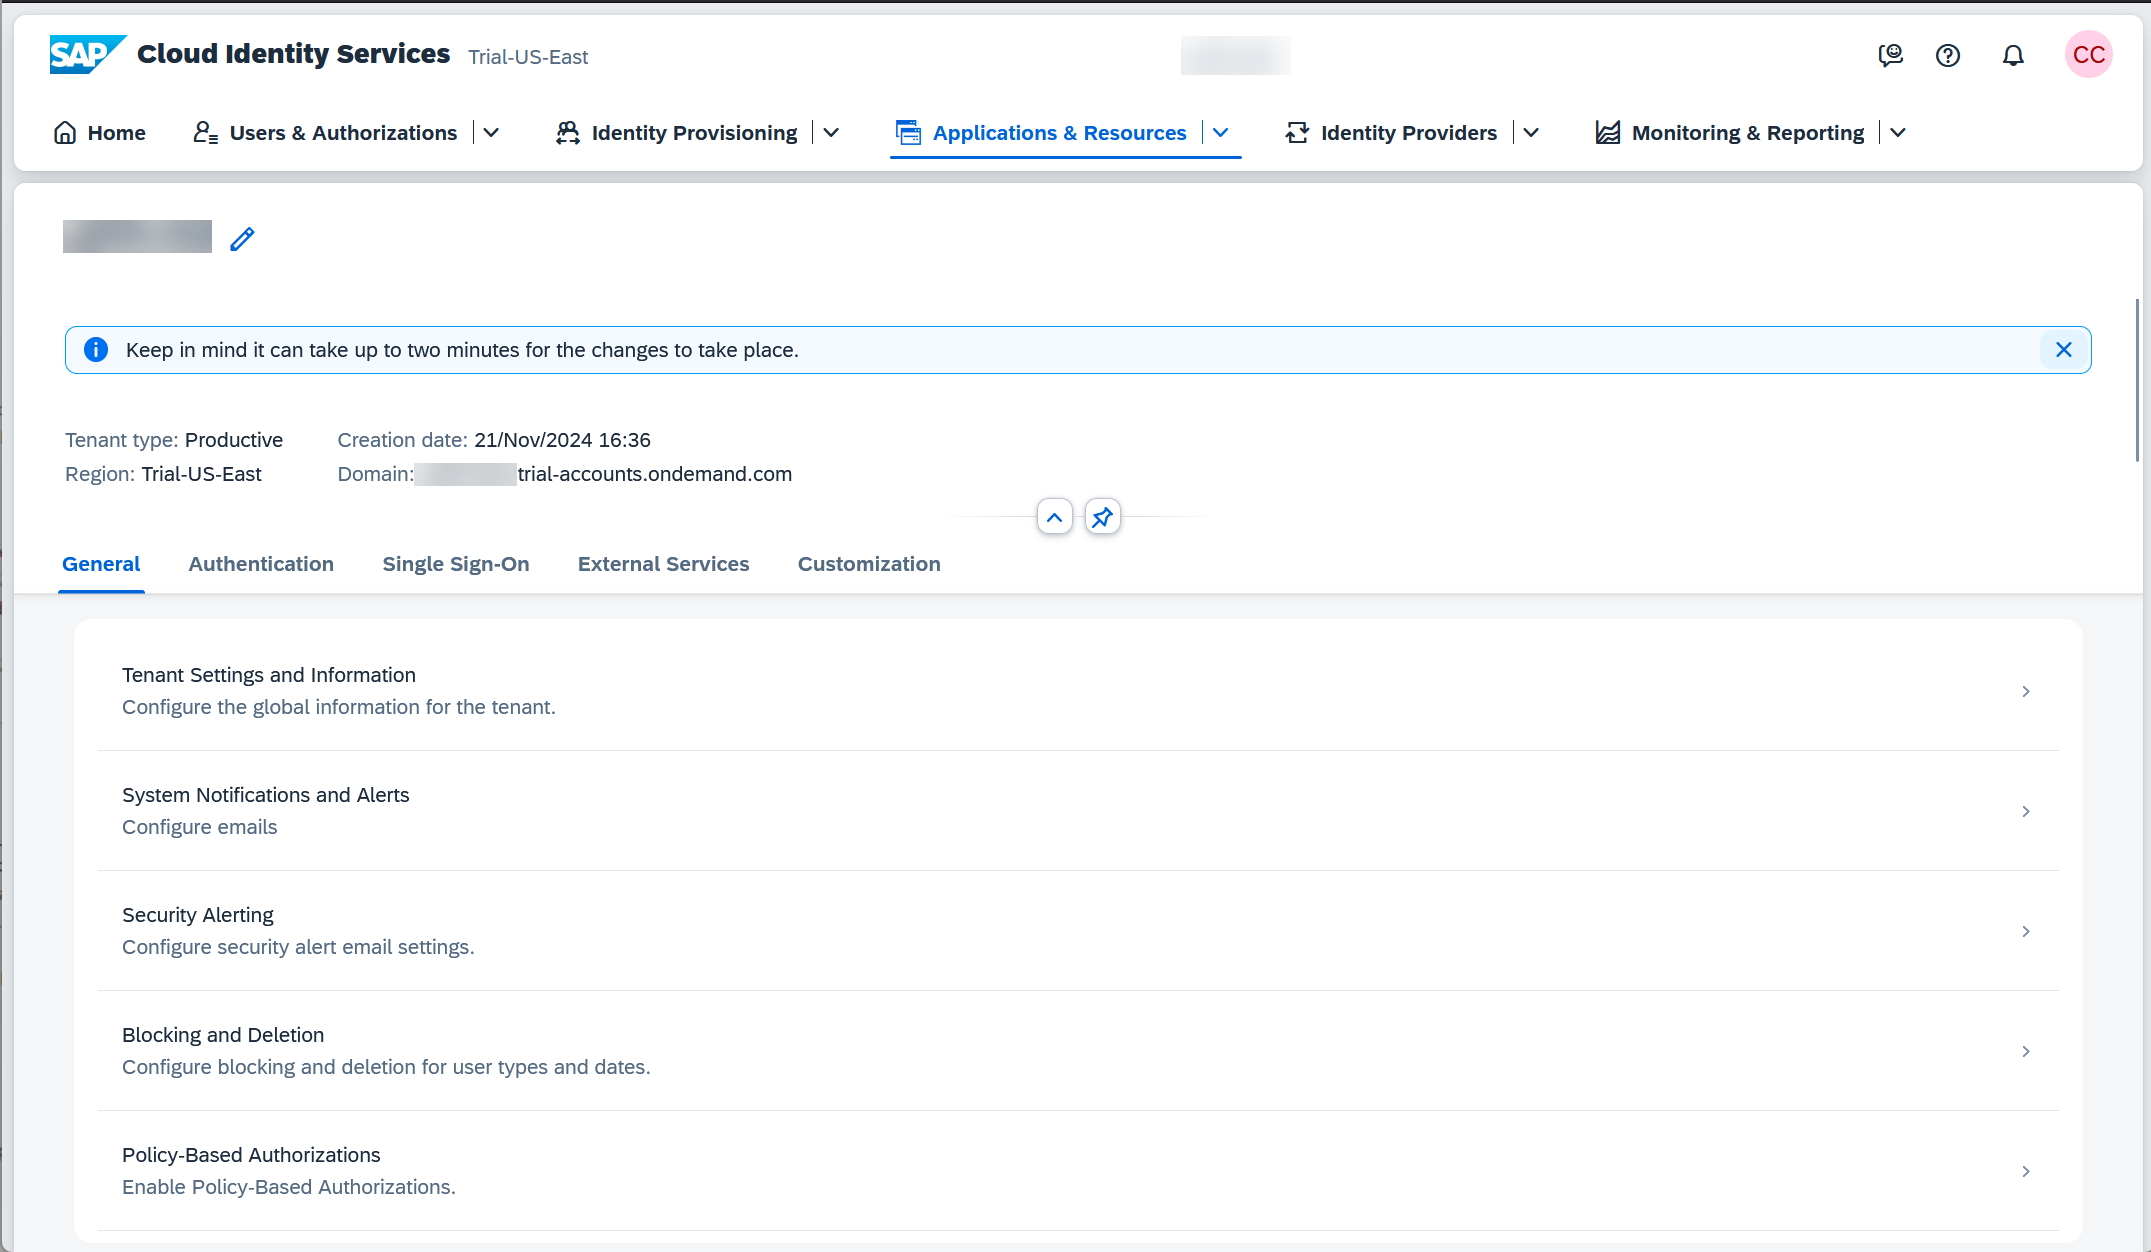 SAP Cloud Identity Services Trial-US-East
CC
Home Users & Authorizations Identity Provisioning Applications & Resources Identity Providers Monitoring & Reporting
Keep in mind it can take up to two minutes for the changes to take place.
Tenant type: Productive Creation date: 21/Nov/2024 16:36
Region: Trial-US-East Domain: trial-accounts.ondemand.com
General Authentication Single Sign-On External Services Customization
Tenant Settings and Information
Configure the global information for the tenant.
System Notifications and Alerts
Configure emails
Security Alerting
Configure security alert email settings.
Blocking and Deletion
Configure blocking and deletion for user types and dates.
Policy-Based Authorizations
Enable Policy-Based Authorizations.